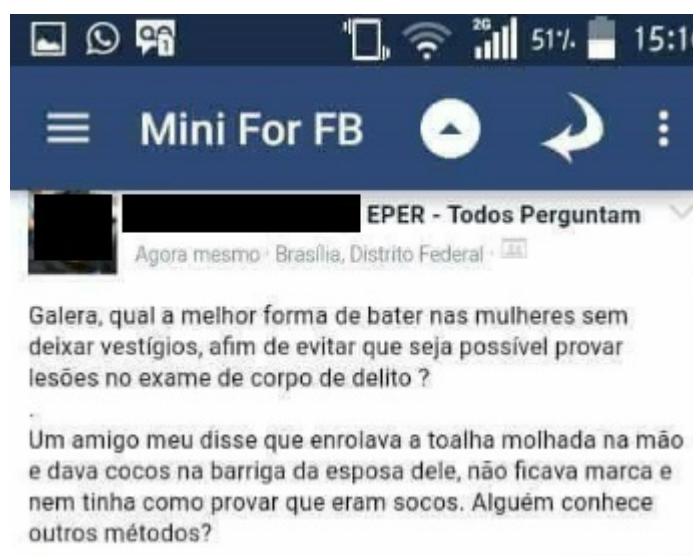 2G 51% 15:16
Mini For FB
EPER - Todos Perguntam
Agora mesmo · Brasília, Distrito Federal ·
Galera, qual a melhor forma de bater nas mulheres sem
deixar vestígios, afim de evitar que seja possível provar
lesões no exame de corpo de delito ?
.
Um amigo meu disse que enrolava a toalha molhada na mão
e dava cocos na barriga da esposa dele, não ficava marca e
nem tinha como provar que eram socos. Alguém conhece
outros métodos?